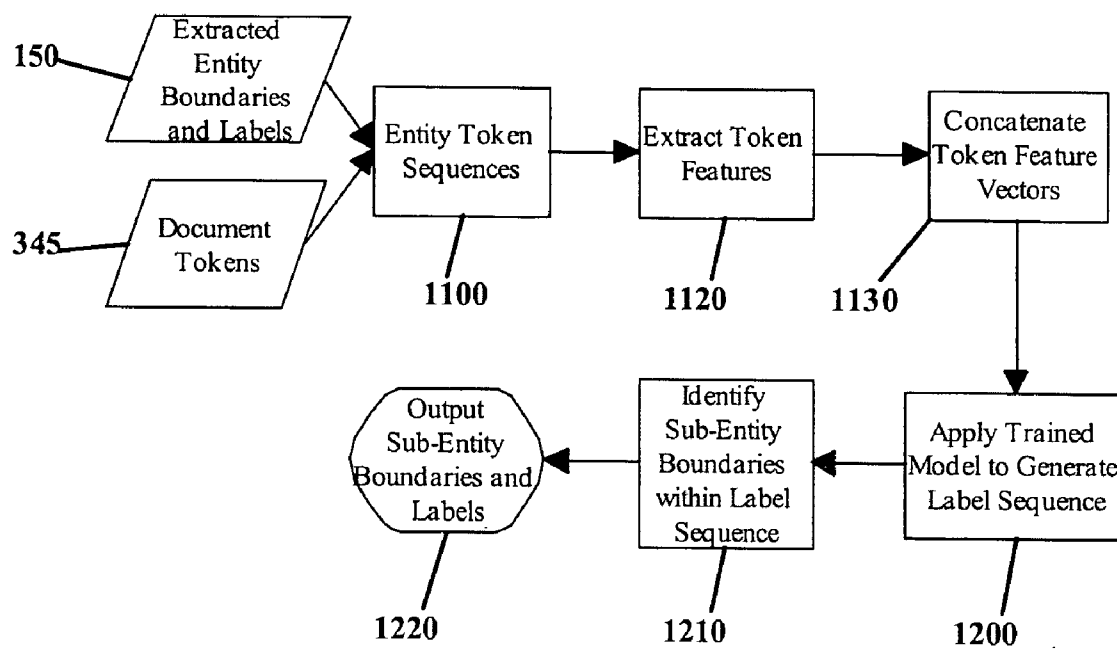 150
Extracted
Entity
Boundaries
and Labels
345
Document
Tokens
Entity Token
Sequences
1100
Extract Token
Features
1120
Concatenate
Token Feature
Vectors
1130
Apply Trained
Model to Generate
Label Sequence
1200
Identify
Sub-Entity
Boundaries
within Label
Sequence
1210
Output
Sub-Entity
Boundaries and
Labels
1220